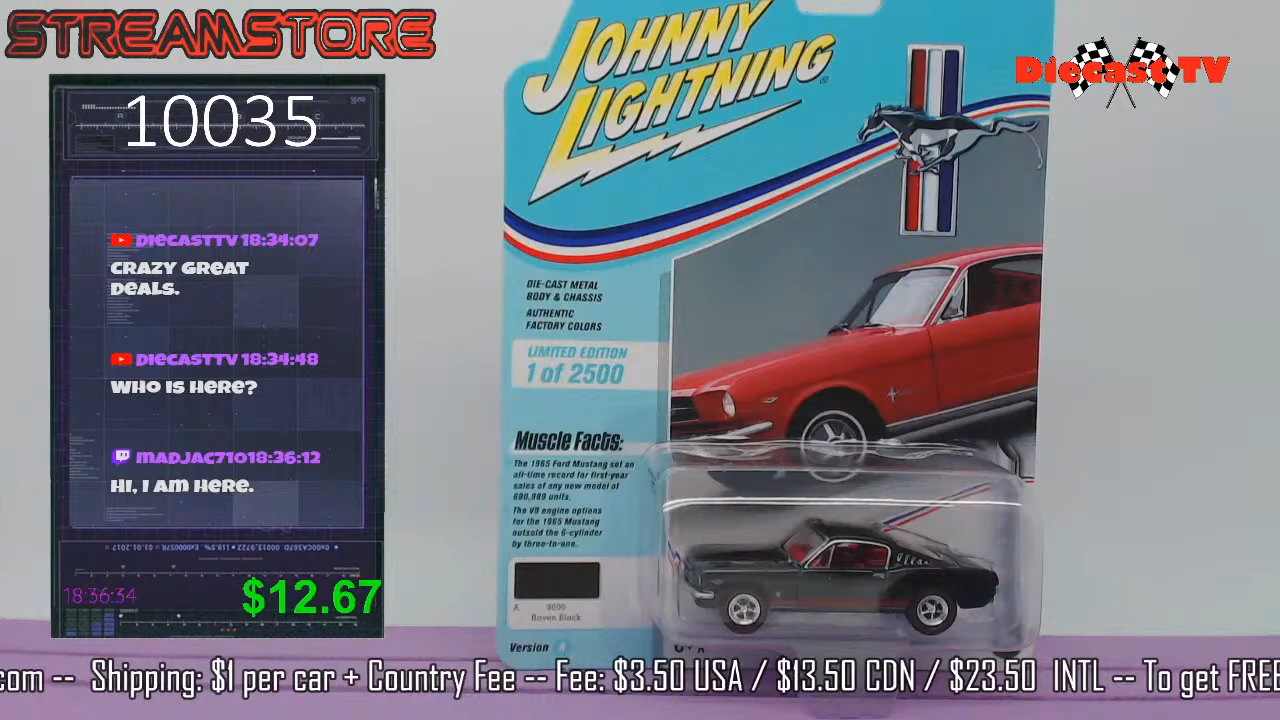 STREAMSTORE
10035
DIECASTTV 18:34:07
CRAZY GREAT
DEALS.
DIECASTTV 18:34:48
WHO IS HERE?
MADJAC71018:36:12
HI, I AM HERE.
18:36:34
$12.67
JOHNNY
LIGHTNING
Diecast TV
DIE-CAST METAL
BODY & CHASSIS
AUTHENTIC
FACTORY COLORS
LIMITED EDITION
1 of 2500
Muscle Facts:
The 1965 Ford Mustang set an
all-time record for first-year
sales of any new model at
680,989 units.
The V8 engine options
for the 1965 Mustang
outsold the 6-cylinder
by three-to-one.
A
9000
Raven Black
Version A
com -- Shipping: $1 per car + Country Fee -- Fee: $3.50 USA / $13.50 CDN / $23.50 INTL -- To get FREE